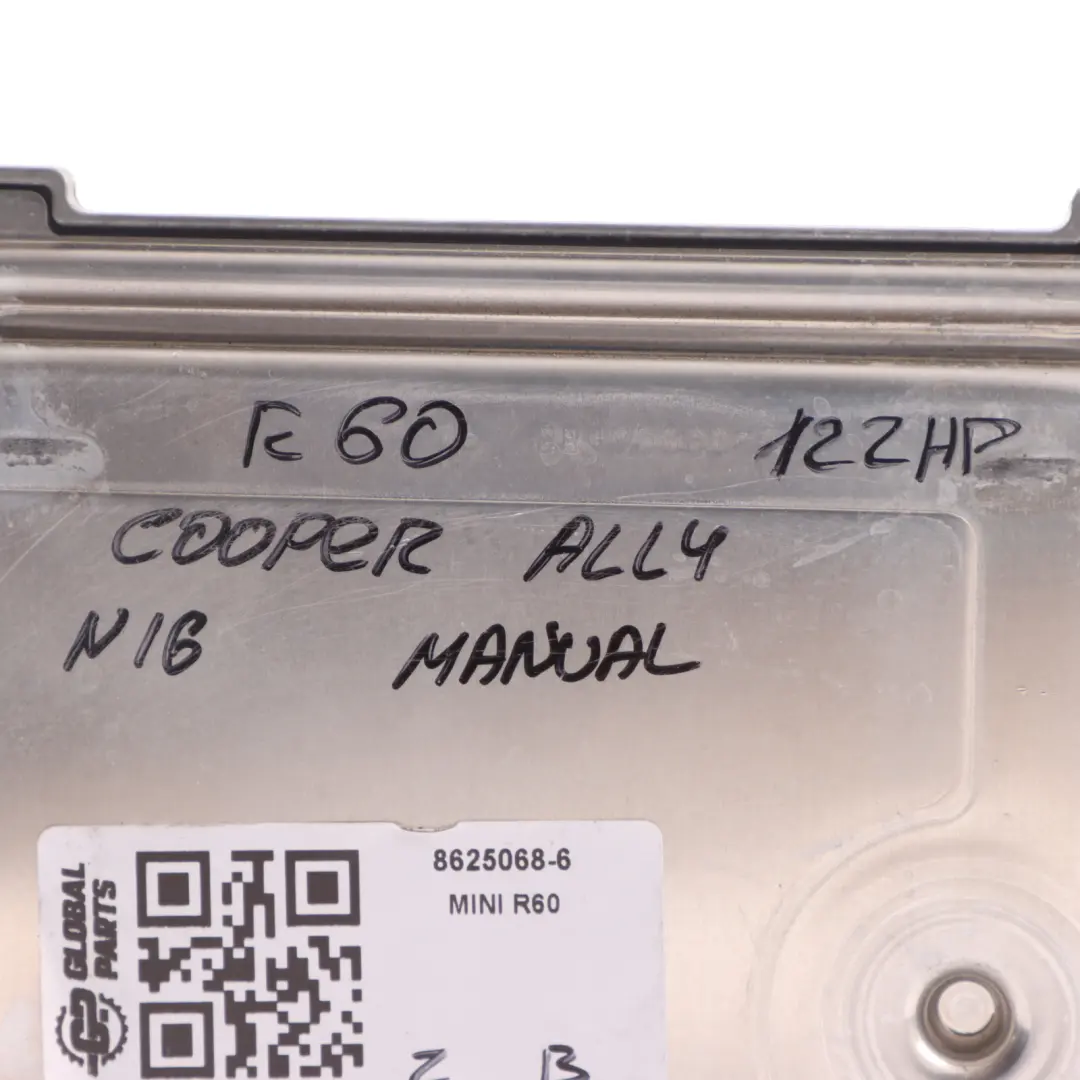 R60 122HP
COOPER ALL4
N16 MANUAL
GLOBAL PARTS
8625068-6
MINI R60